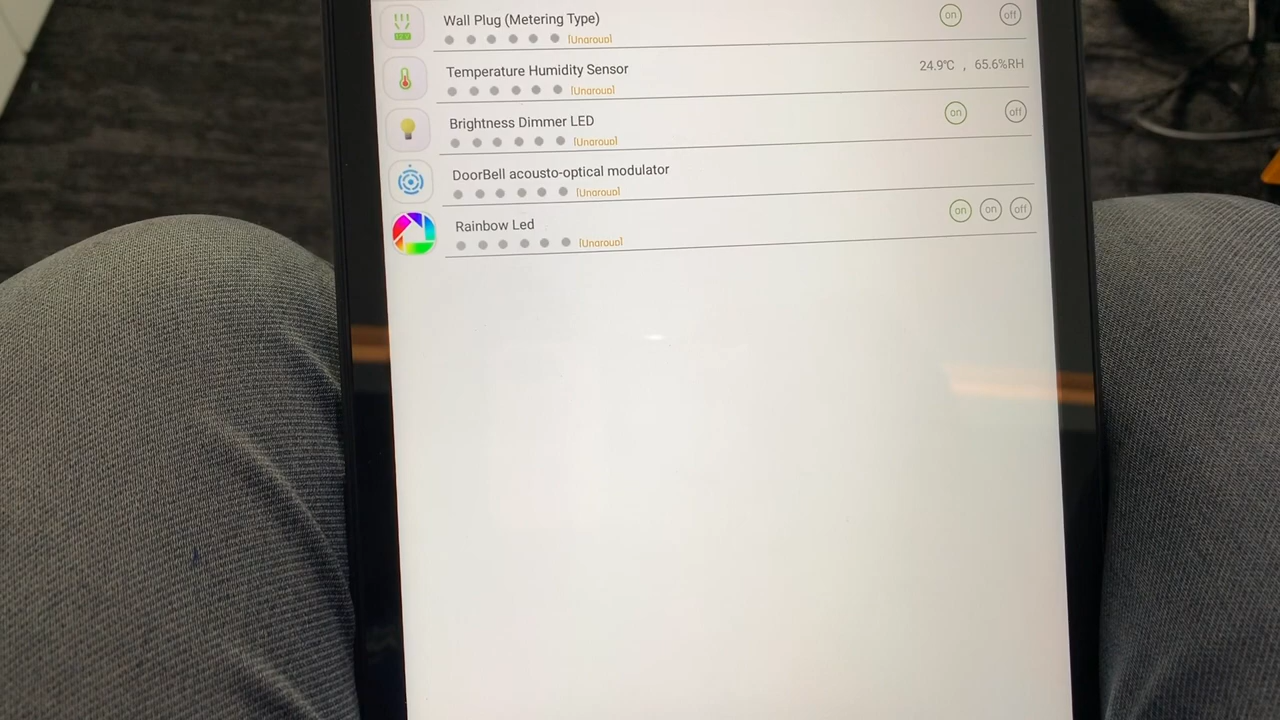 Wall Plug (Metering Type)
on off
[Ungroup]
Temperature Humidity Sensor
24.9℃ , 65.6%RH
[Ungroup]
Brightness Dimmer LED
on off
[Ungroup]
DoorBell acousto-optical modulator
[Ungroup]
Rainbow Led
on on off
[Ungroup]